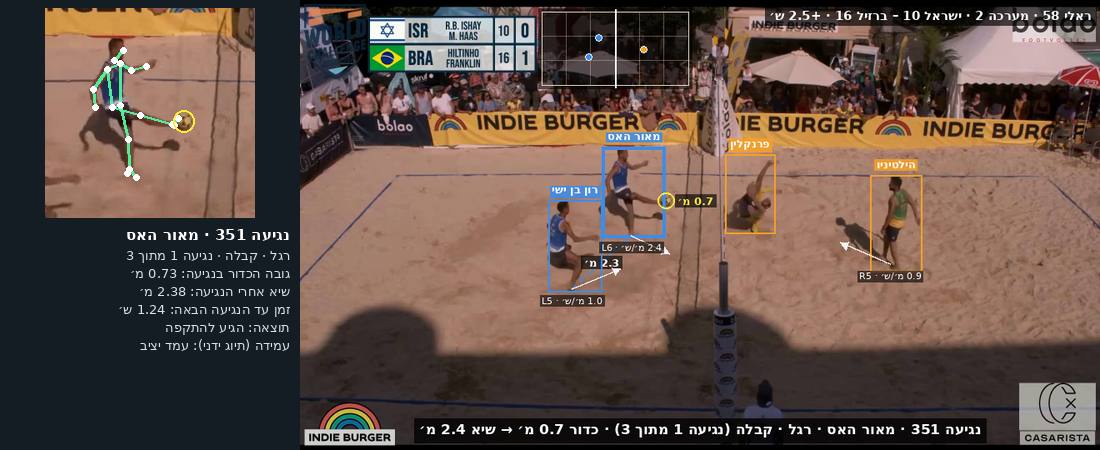 נגיעה 351 · מאור האס
רגל · קבלה · נגיעה 1 מתוך 3
גובה הכדור בנגיעה: 0.73 מ׳
שיא אחרי הנגיעה: 2.38 מ׳
זמן עד הנגיעה הבאה: 1.24 ש׳
תוצאה: הגיע להתקפה
עמידה (תיוג ידני): עמד יציב
ראלי 58 · מערכה 2 · ישראל 10 – ברזיל 16 · +2.5 ש׳
ISR R.B. ISHAY M. HAAS 10 0
BRA HILTINHO FRANKLIN 16 1
INDIE BURGER
bolao
FOOTVOLLEY
bolao
CASARISTA
INDIE BURGER
INDIE BURGER
מאור האס
פרנקלין
הילטיניו
רון בן ישי
0.7 מ׳
L6 · 2.4 מ׳/ש׳
2.3 מ׳
R5 · 0.9 מ׳/ש׳
L5 · 1.0 מ׳/ש׳
נגיעה 351 · מאור האס · רגל · קבלה (נגיעה 1 מתוך 3) · כדור 0.7 מ׳ → שיא 2.4 מ׳
INDIE BURGER
CASARISTA